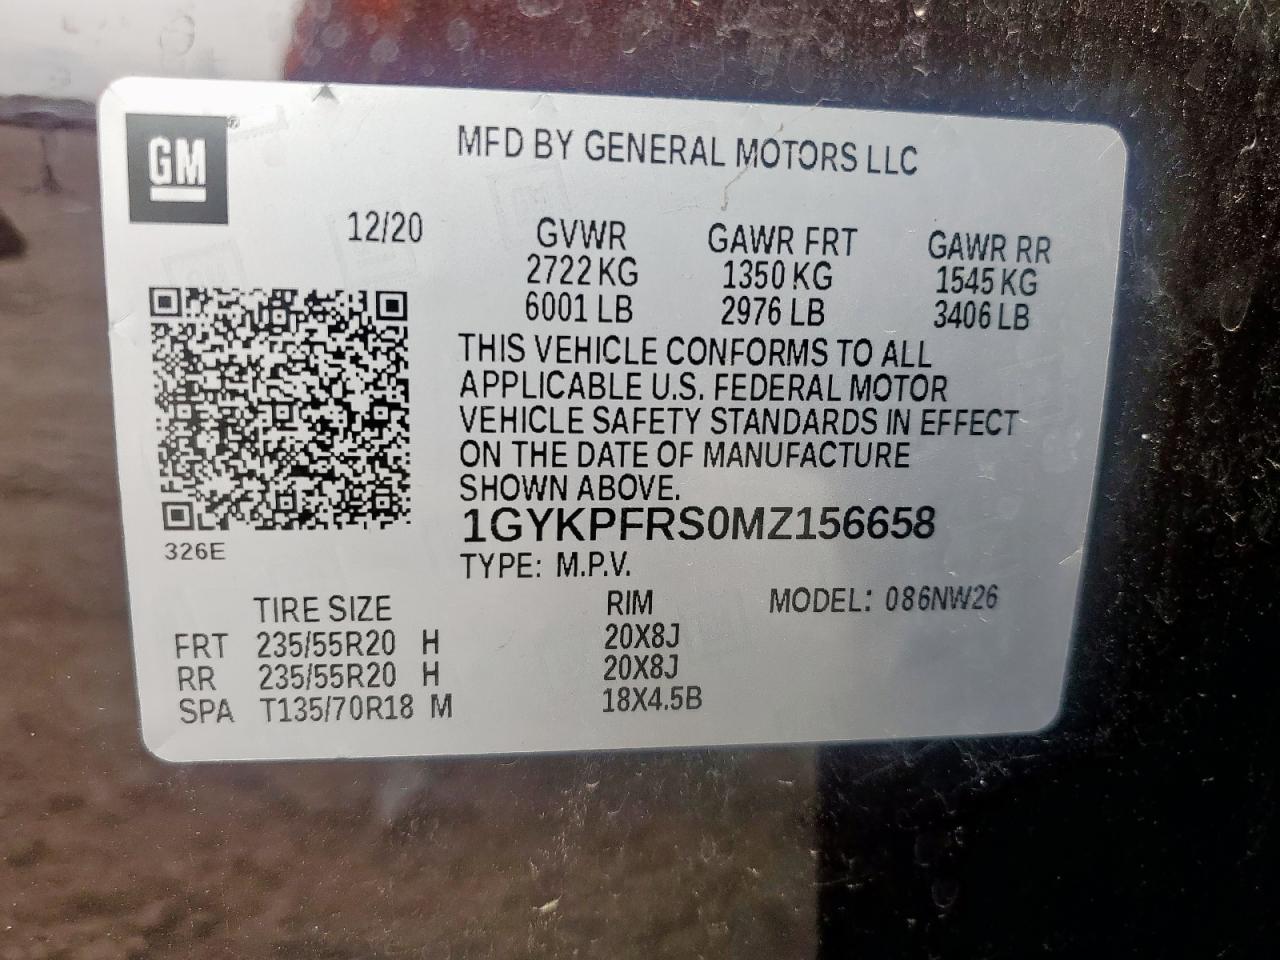 GM®
MFD BY GENERAL MOTORS LLC
12/20 GVWR GAWR FRT GAWR RR
2722 KG 1350 KG 1545 KG
6001 LB 2976 LB 3406 LB
THIS VEHICLE CONFORMS TO ALL
APPLICABLE U.S. FEDERAL MOTOR
VEHICLE SAFETY STANDARDS IN EFFECT
ON THE DATE OF MANUFACTURE
SHOWN ABOVE.
1GYKPFRS0MZ156658
326E
TYPE: M.P.V.
TIRE SIZE RIM MODEL: 086NW26
FRT 235/55R20 H 20X8J
RR 235/55R20 H 20X8J
SPA T135/70R18 M 18X4.5B